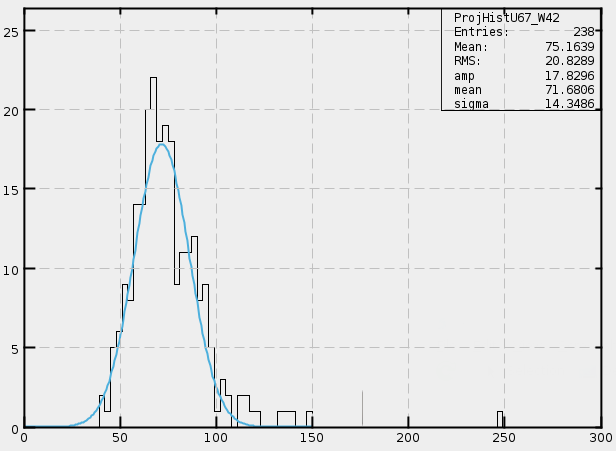 ProjHistU67_W42
Entries: 238
Mean: 75.1639
RMS: 20.8289
amp 17.8296
mean 71.6806
sigma 14.3486
25
20
15
10
5
0
0 50 100 150 200 250 300